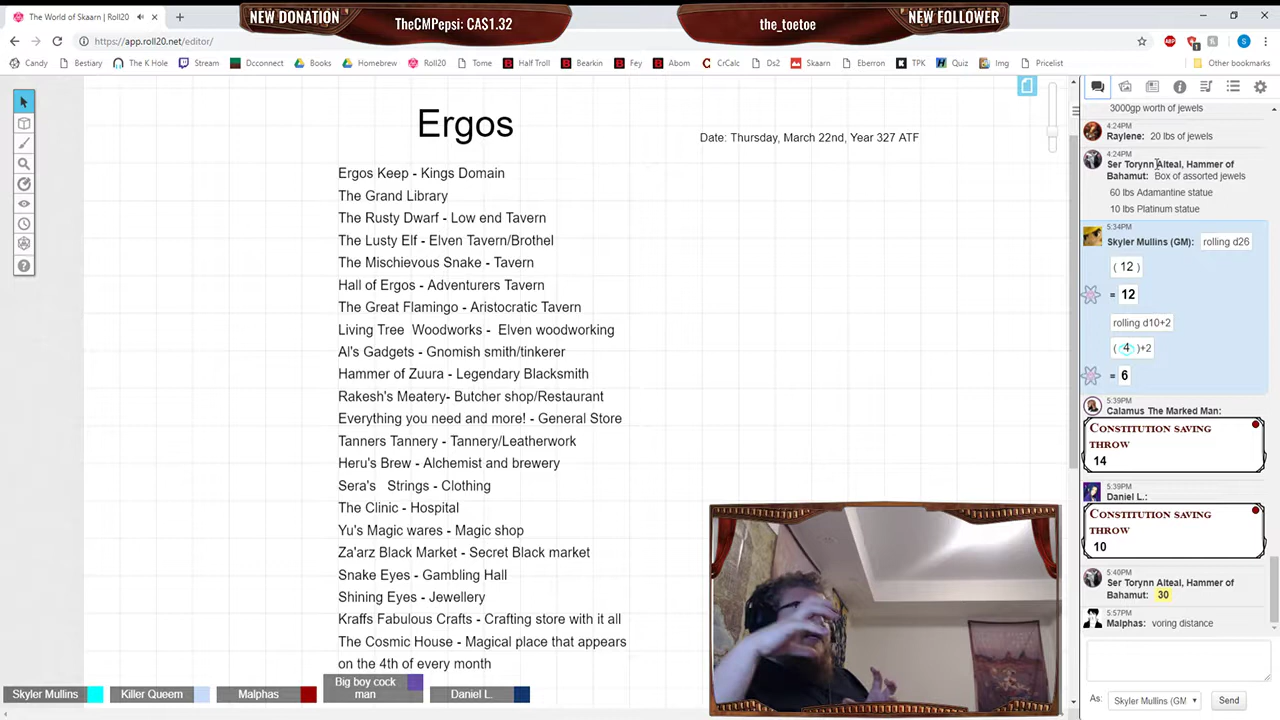 The World of Skaarn | Roll20
NEW DONATION
TheCMPepsi: CA$1.32
the_toetoe
NEW FOLLOWER
https://app.roll20.net/editor/
Candy
Bestiary
The K Hole
Stream
Dcconnect
Books
Homebrew
Roll20
Tome
Half Troll
Bearkin
Fey
Abom
CrCalc
Ds2
Skaarn
Eberron
TPK
Quiz
Img
Pricelist
Other bookmarks
Ergos
Date: Thursday, March 22nd, Year 327 ATF
Ergos Keep - Kings Domain
The Grand Library
The Rusty Dwarf - Low end Tavern
The Lusty Elf - Elven Tavern/Brothel
The Mischievous Snake - Tavern
Hall of Ergos - Adventurers Tavern
The Great Flamingo - Aristocratic Tavern
Living Tree Woodworks - Elven woodworking
Al's Gadgets - Gnomish smith/tinkerer
Hammer of Zuura - Legendary Blacksmith
Rakesh's Meatery- Butcher shop/Restaurant
Everything you need and more! - General Store
Tanners Tannery - Tannery/Leatherwork
Heru's Brew - Alchemist and brewery
Sera's Strings - Clothing
The Clinic - Hospital
Yu's Magic wares - Magic shop
Za'arz Black Market - Secret Black market
Snake Eyes - Gambling Hall
Shining Eyes - Jewellery
Kraffs Fabulous Crafts - Crafting store with it all
The Cosmic House - Magical place that appears
on the 4th of every month
Skyler Mullins
Killer Queem
Malphas
Big boy cock
man
Daniel L.
3000gp worth of jewels
4:24PM
Raylene: 20 lbs of jewels
4:24PM
Ser Torynn Alteal, Hammer of
Bahamut: Box of assorted jewels
60 lbs Adamantine statue
10 lbs Platinum statue
5:34PM
Skyler Mullins (GM): rolling d26
( 12 )
= 12
rolling d10+2
( 4 )+2
= 6
5:39PM
Calamus The Marked Man:
CONSTITUTION SAVING
THROW
14
5:39PM
Daniel L.:
CONSTITUTION SAVING
THROW
10
5:40PM
Ser Torynn Alteal, Hammer of
Bahamut: 30
5:57PM
Malphas: voring distance
As: Skyler Mullins (GM
Send